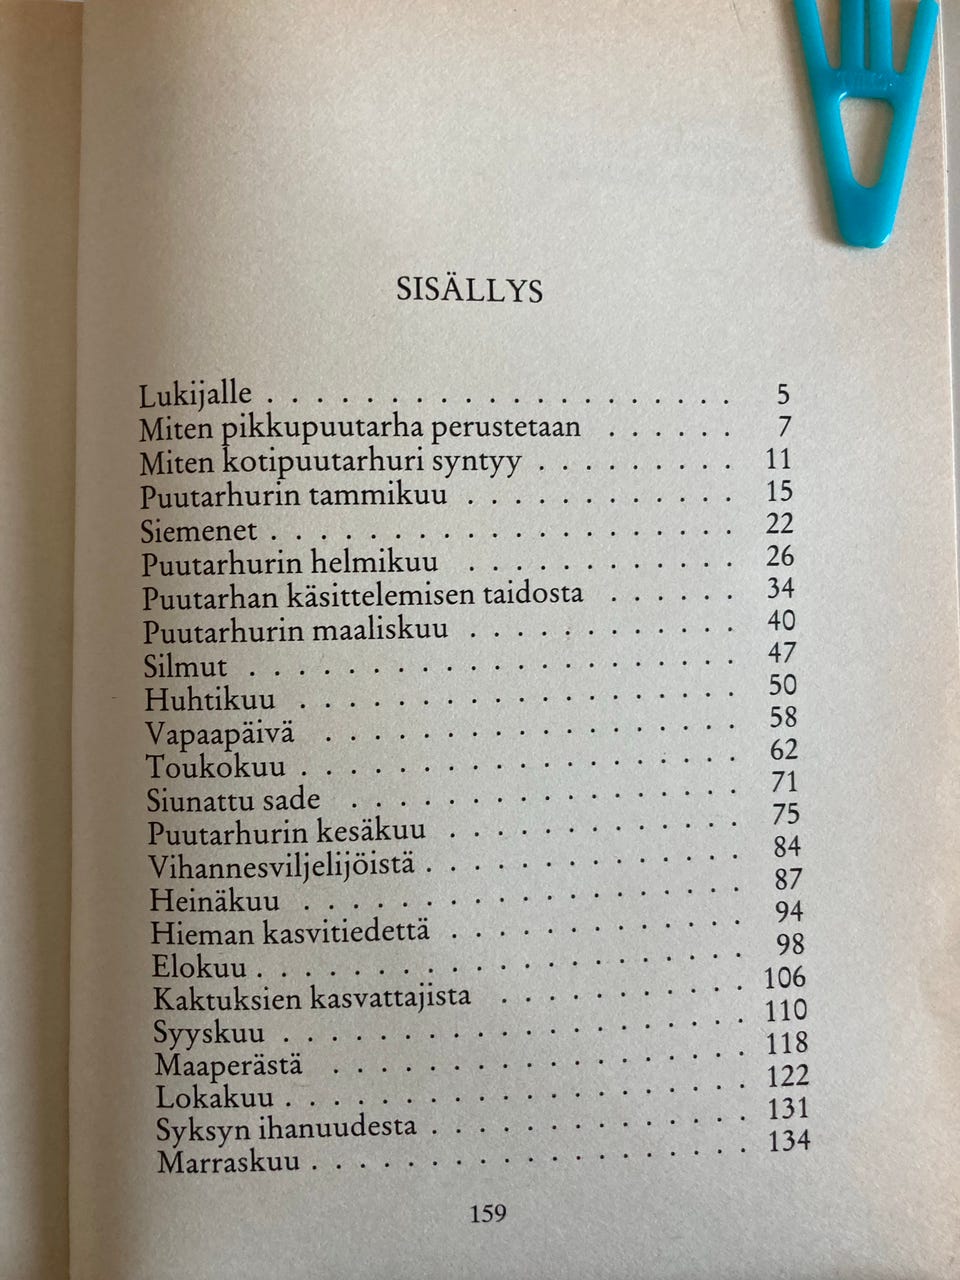 SISÄLLYS
Lukijalle . . . . . . . . . . . . . . . . . . . . 5
Miten pikkupuutarha perustetaan . . . . . . 7
Miten kotipuutarhuri syntyy . . . . . . . . . 11
Puutarhurin tammikuu . . . . . . . . . . . . 15
Siemenet . . . . . . . . . . . . . . . . . . . . 22
Puutarhurin helmikuu . . . . . . . . . . . . 26
Puutarhan käsittelemisen taidosta . . . . . . 34
Puutarhurin maaliskuu . . . . . . . . . . . . 40
Silmut . . . . . . . . . . . . . . . . . . . . . 47
Huhtikuu . . . . . . . . . . . . . . . . . . . 50
Vapaapäivä . . . . . . . . . . . . . . . . . . 58
Toukokuu . . . . . . . . . . . . . . . . . . . 62
Siunattu sade . . . . . . . . . . . . . . . . . 71
Puutarhurin kesäkuu . . . . . . . . . . . . . 75
Vihannesviljelijöistä . . . . . . . . . . . . . . 84
Heinäkuu . . . . . . . . . . . . . . . . . . . 87
Hieman kasvitiedettä . . . . . . . . . . . . . 94
Elokuu . . . . . . . . . . . . . . . . . . . . . 98
Kaktuksien kasvattajista . . . . . . . . . . . 106
Syyskuu . . . . . . . . . . . . . . . . . . . . 110
Maaperästä . . . . . . . . . . . . . . . . . . 118
Lokakuu . . . . . . . . . . . . . . . . . . . . 122
Syksyn ihanuudesta . . . . . . . . . . . . . . 131
Marraskuu . . . . . . . . . . . . . . . . . . . 134
159